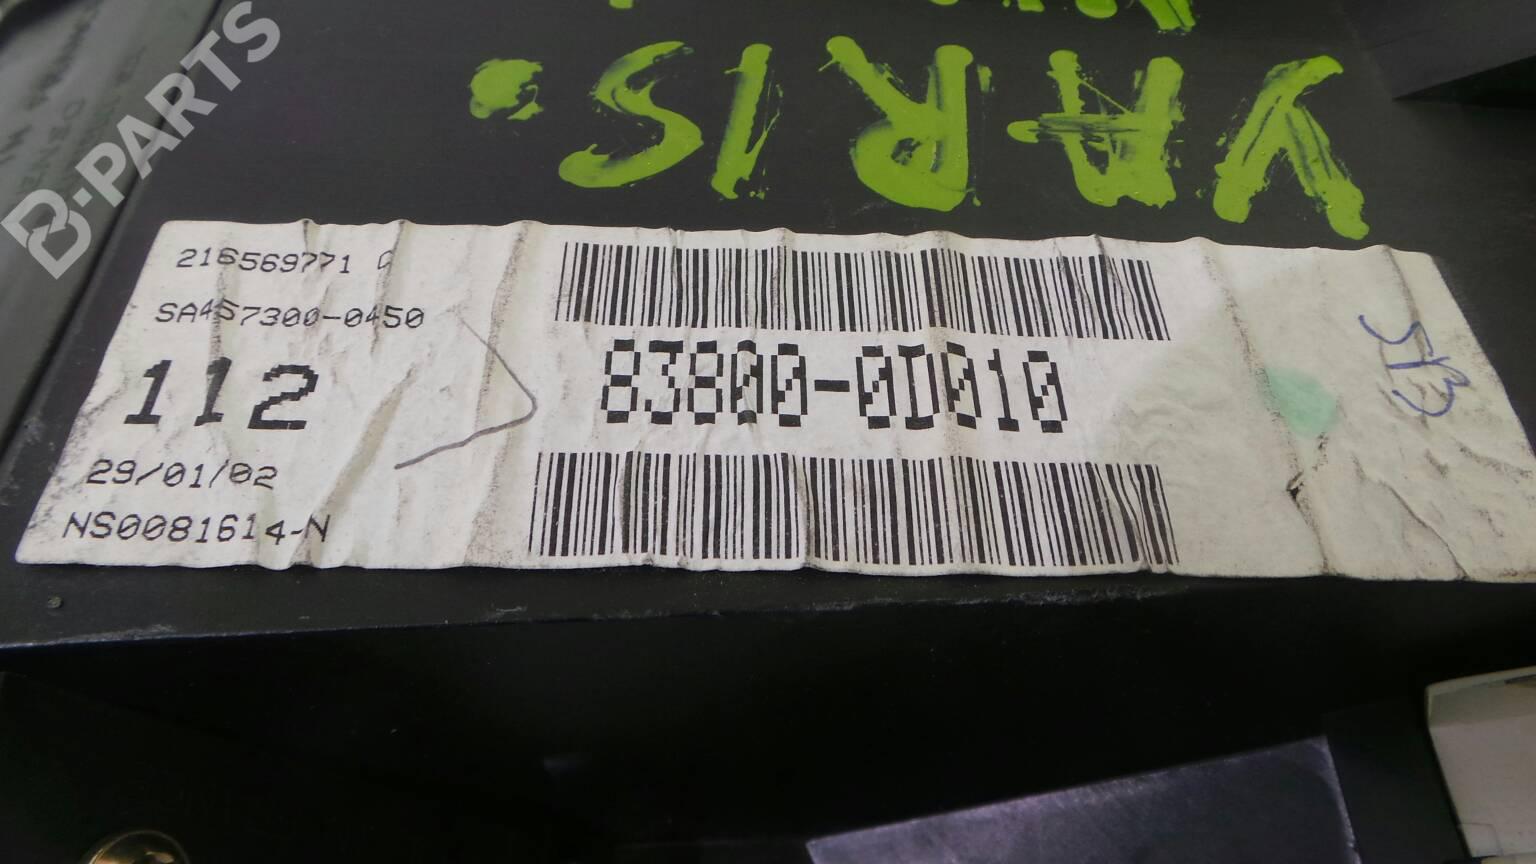 B-PARTS
YARIS.
216569771 C
SA457300-0450
112
29/01/02
NS0081614-N
83800-0D010